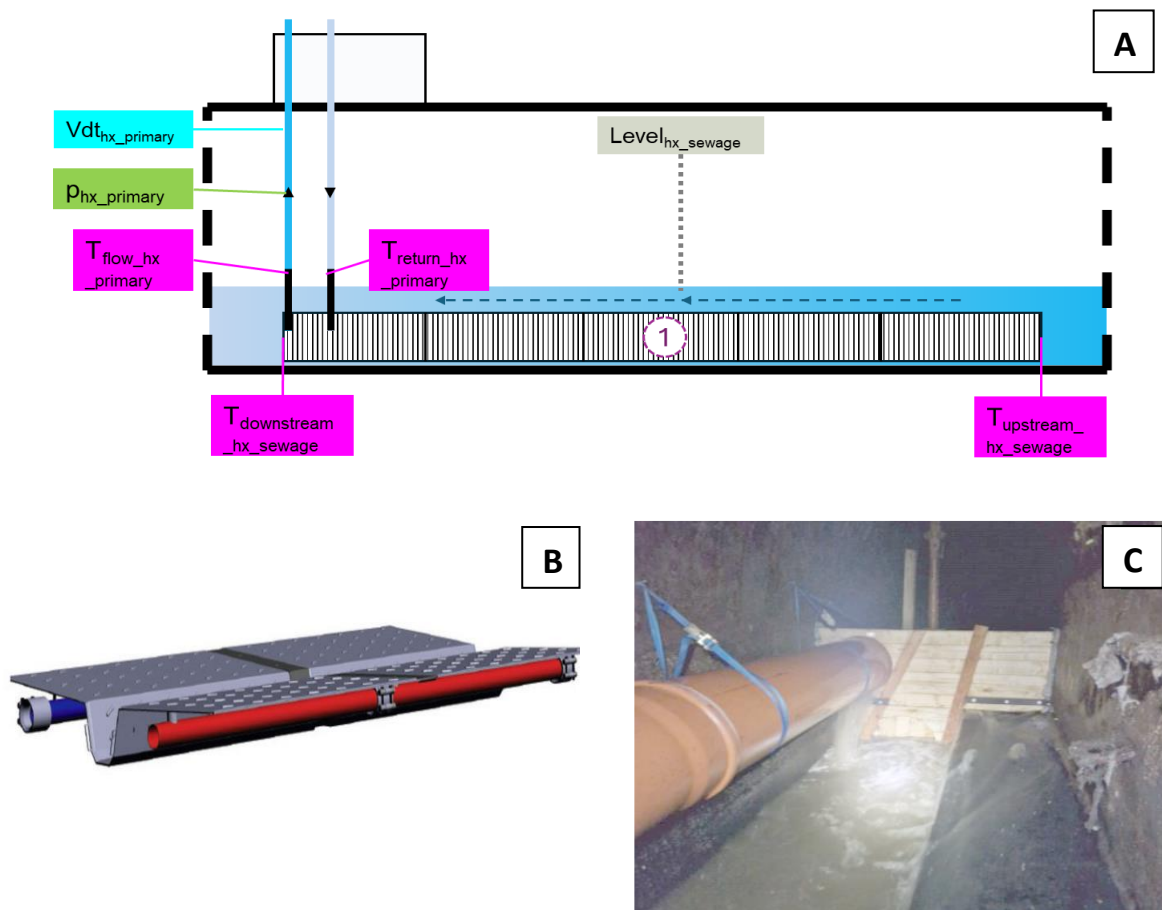 A
Vdthx_primary
Levelhx_sewage
phx_primary
Tflow_hx
_primary
Treturn_hx
_primary
1
Tdownstream
_hx_sewage
Tupstream_
hx_sewage
B
C